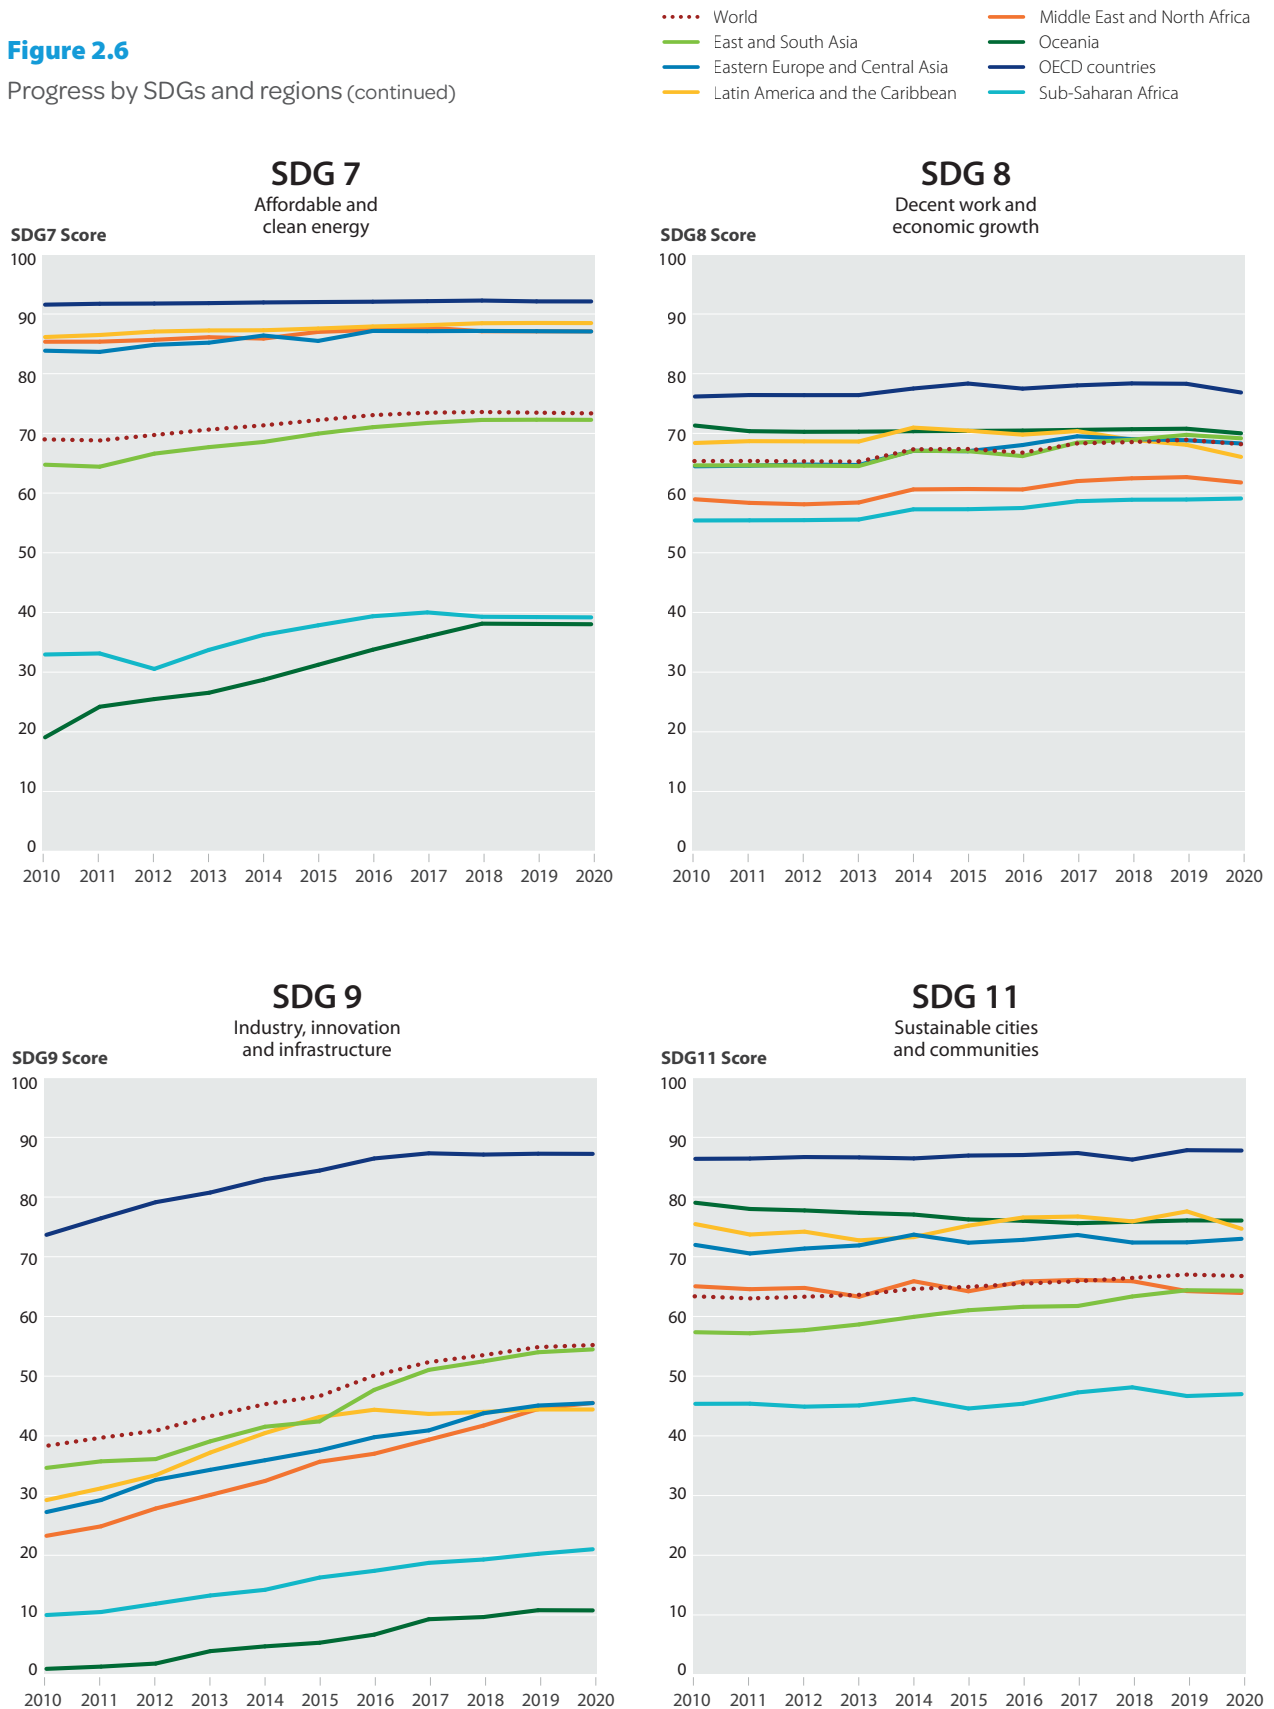 Figure 2.6
Progress by SDGs and regions (continued)
World
East and South Asia
Eastern Europe and Central Asia
Latin America and the Caribbean
Middle East and North Africa
Oceania
OECD countries
Sub-Saharan Africa
SDG 7
Affordable and
clean energy
SDG7 Score
100
90
80
70
60
50
40
30
20
10
0
2010 2011 2012 2013 2014 2015 2016 2017 2018 2019 2020
SDG 8
Decent work and
economic growth
SDG8 Score
100
90
80
70
60
50
40
30
20
10
0
2010 2011 2012 2013 2014 2015 2016 2017 2018 2019 2020
SDG 9
Industry, innovation
and infrastructure
SDG9 Score
100
90
80
70
60
50
40
30
20
10
0
2010 2011 2012 2013 2014 2015 2016 2017 2018 2019 2020
SDG 11
Sustainable cities
and communities
SDG11 Score
100
90
80
70
60
50
40
30
20
10
0
2010 2011 2012 2013 2014 2015 2016 2017 2018 2019 2020